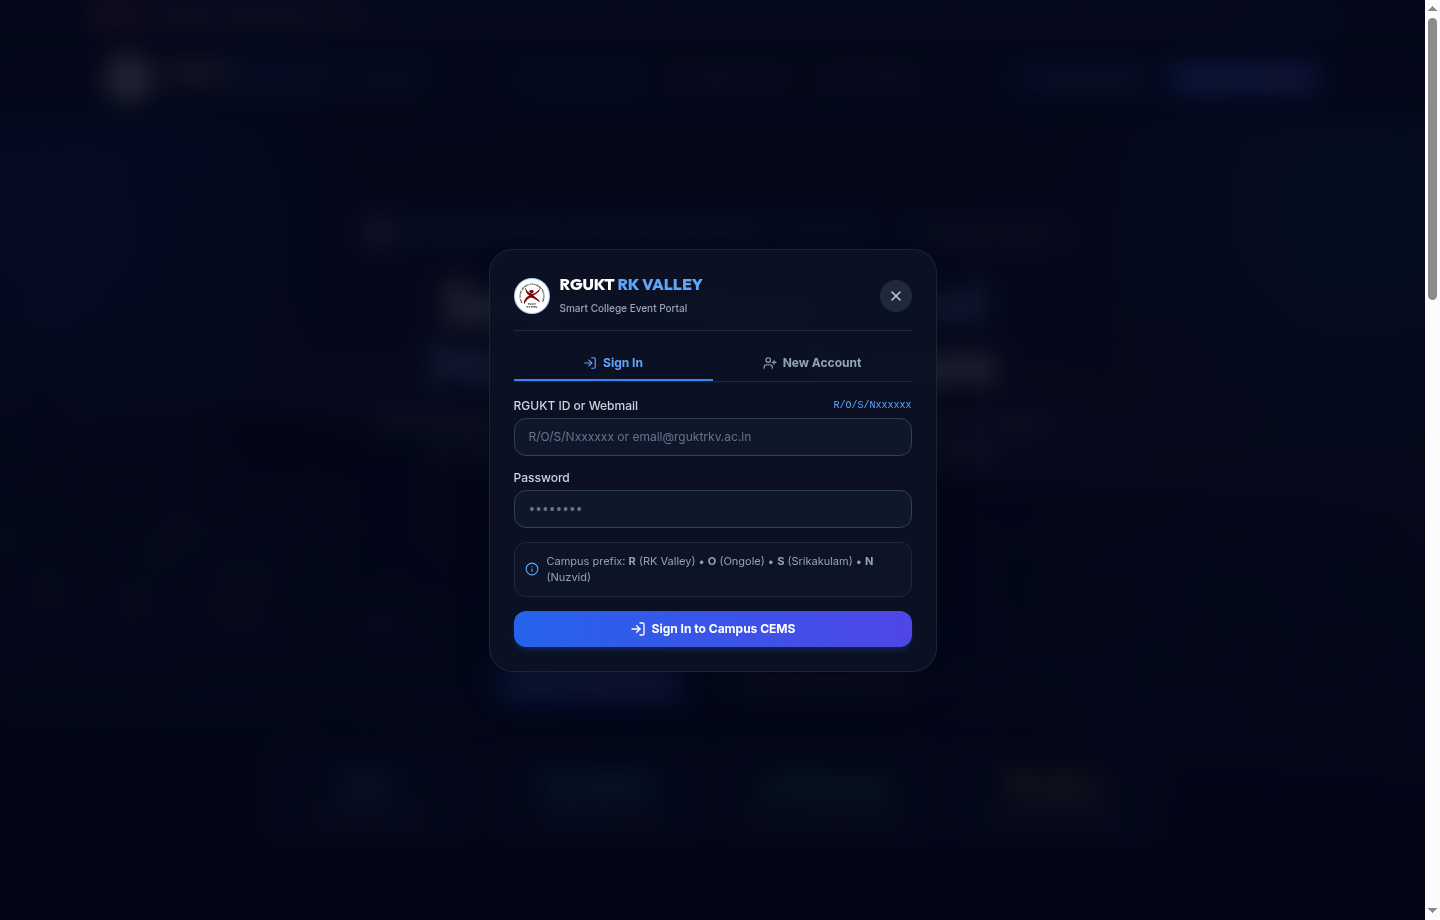 RGUKT RK VALLEY
Smart College Event Portal
Sign In
New Account
RGUKT ID or Webmail
R/O/S/Nxxxxxx
R/O/S/Nxxxxxx or email@rguktrkv.ac.in
Password
••••••••
Campus prefix: R (RK Valley) • O (Ongole) • S (Srikakulam) • N
(Nuzvid)
Sign In to Campus CEMS